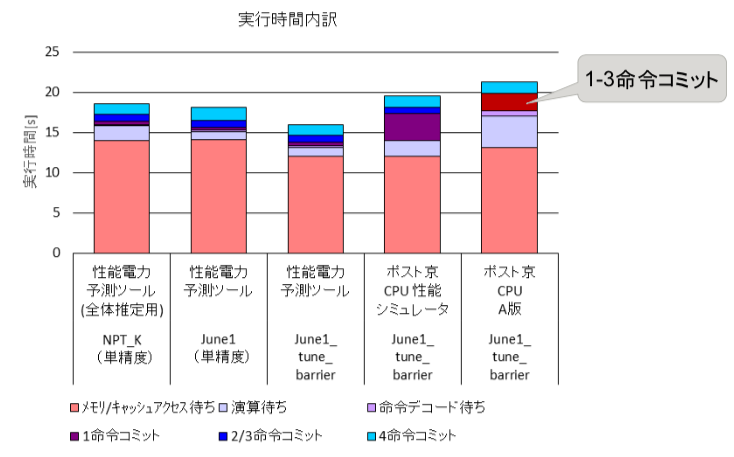 実行時間内訳
25
20
15
10
5
0
実行時間[s]
1-3命令コミット
性能電力
予測ツール
(全体推定用)
NPT_K
（単精度）
性能電力
予測ツール
June1
（単精度）
性能電力
予測ツール
June1_
tune_
barrier
ポスト京
CPU 性能
シミュレータ
June1_
tune_
barrier
ポスト京
CPU
A版
June1_
tune_
barrier
メモリ/キャッシュアクセス待ち
演算待ち
命令デコード待ち
1命令コミット
2/3命令コミット
4命令コミット